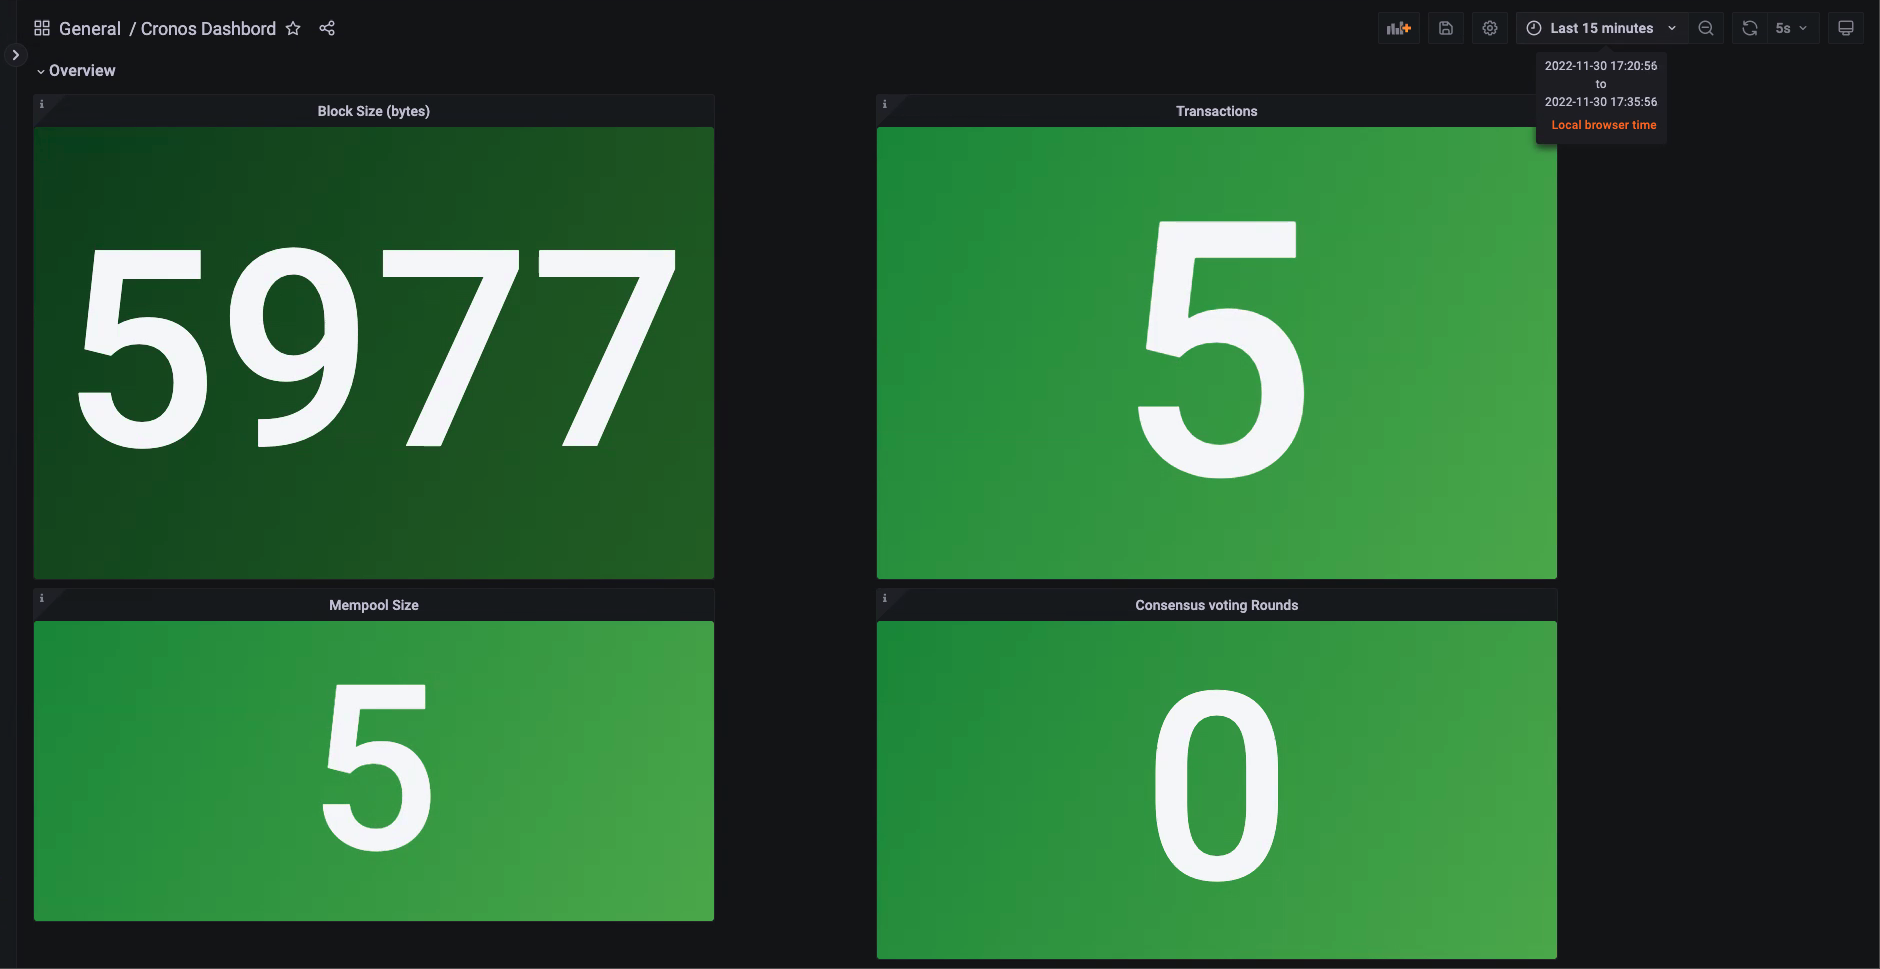 General / Cronos Dashbord
Last 15 minutes
5s
2022-11-30 17:20:56
to
2022-11-30 17:35:56
Local browser time
Overview
i
Block Size (bytes)
5977
i
Transactions
5
i
Mempool Size
5
i
Consensus voting Rounds
0